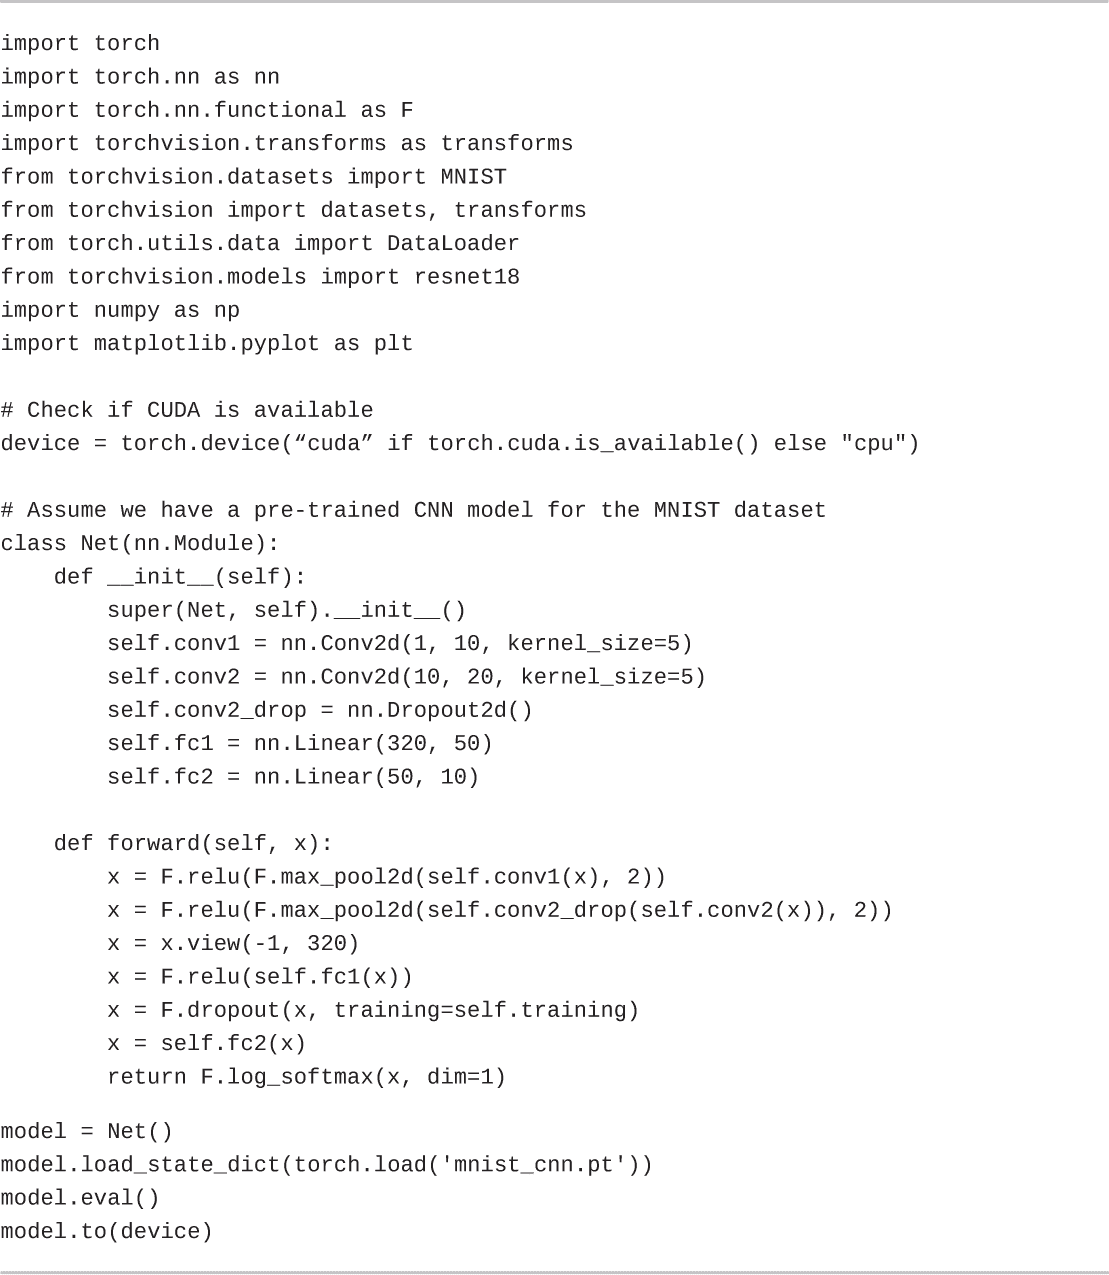 import torch
import torch.nn as nn
import torch.nn.functional as F
import torchvision.transforms as transforms
from torchvision.datasets import MNIST
from torchvision import datasets, transforms
from torch.utils.data import DataLoader
from torchvision.models import resnet18
import numpy as np
import matplotlib.pyplot as plt

# Check if CUDA is available
device = torch.device(“cuda” if torch.cuda.is_available() else "cpu")

# Assume we have a pre-trained CNN model for the MNIST dataset
class Net(nn.Module):
    def __init__(self):
        super(Net, self).__init__()
        self.conv1 = nn.Conv2d(1, 10, kernel_size=5)
        self.conv2 = nn.Conv2d(10, 20, kernel_size=5)
        self.conv2_drop = nn.Dropout2d()
        self.fc1 = nn.Linear(320, 50)
        self.fc2 = nn.Linear(50, 10)

    def forward(self, x):
        x = F.relu(F.max_pool2d(self.conv1(x), 2))
        x = F.relu(F.max_pool2d(self.conv2_drop(self.conv2(x)), 2))
        x = x.view(-1, 320)
        x = F.relu(self.fc1(x))
        x = F.dropout(x, training=self.training)
        x = self.fc2(x)
        return F.log_softmax(x, dim=1)

model = Net()
model.load_state_dict(torch.load('mnist_cnn.pt'))
model.eval()
model.to(device)